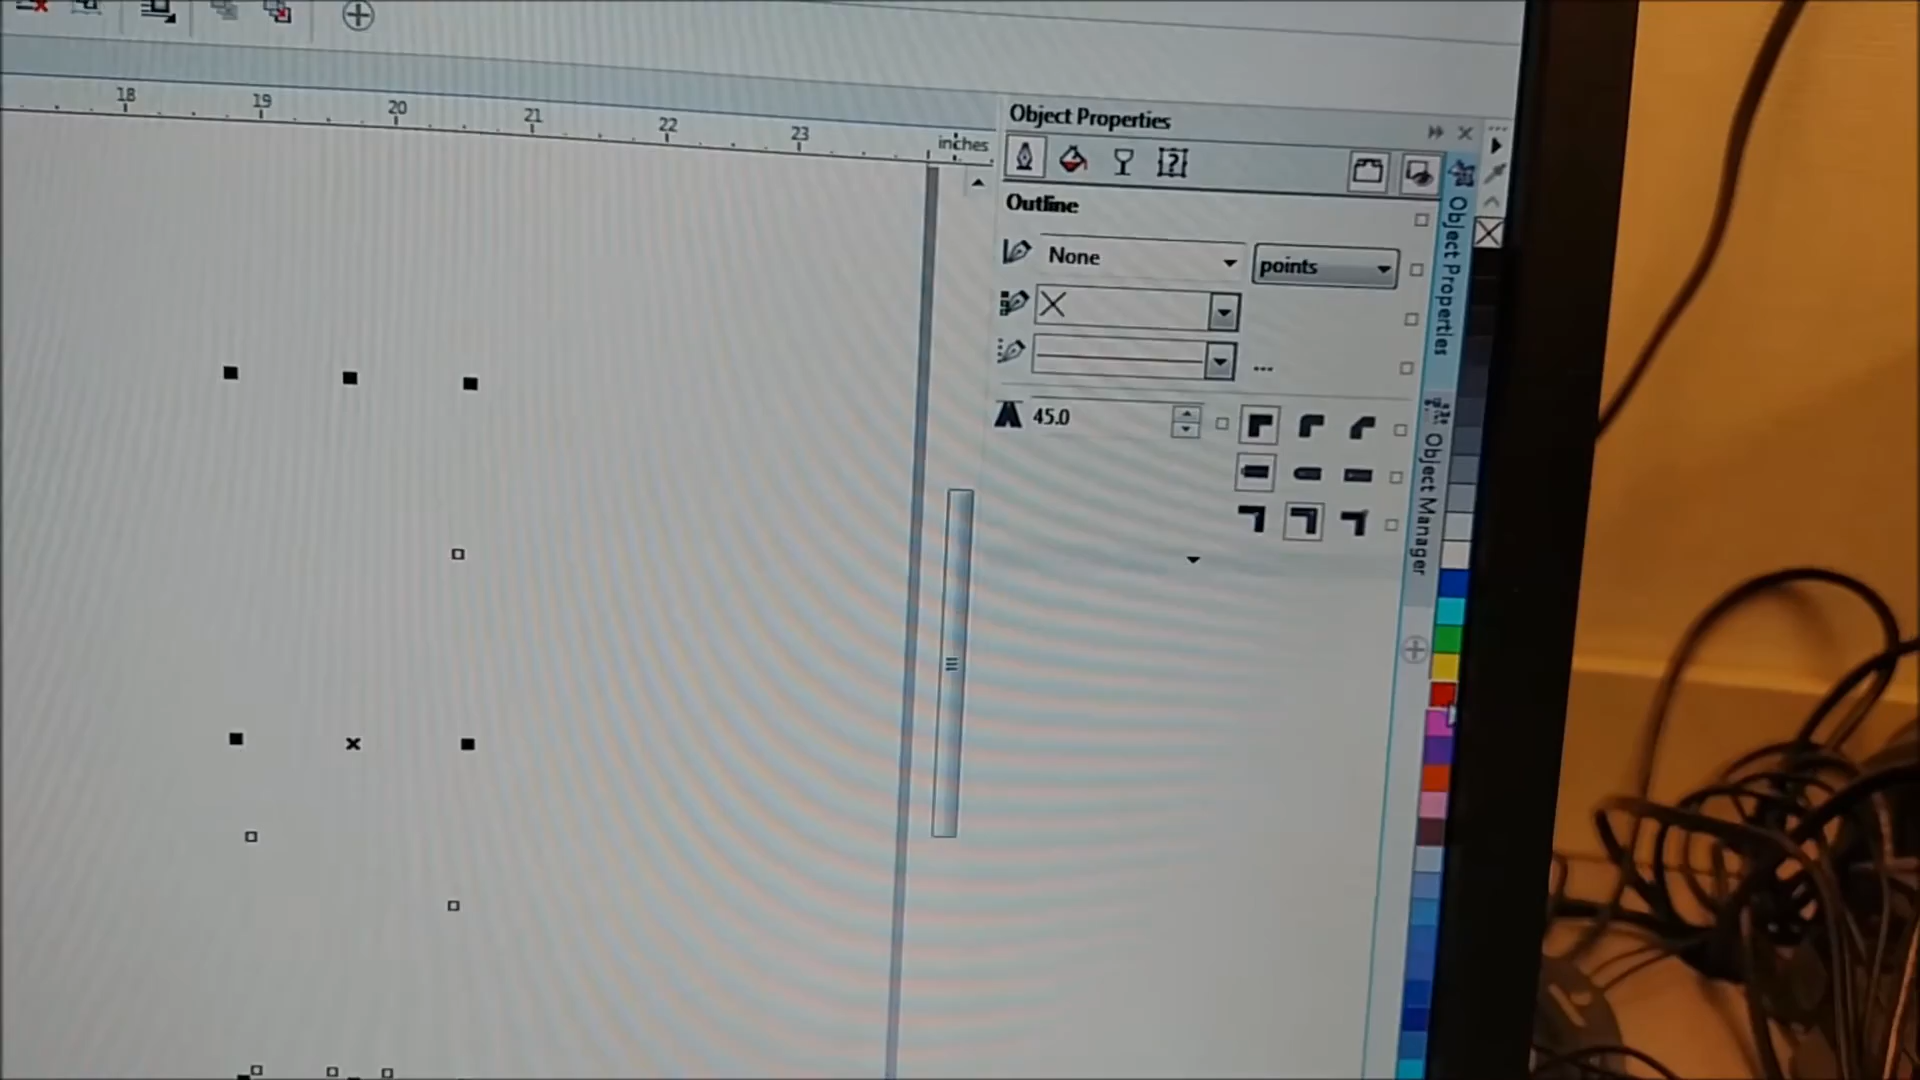 18 19 20 21 22 23 inches
Object Properties
Outline
None points
...
45.0
Object Properties
Object Manager